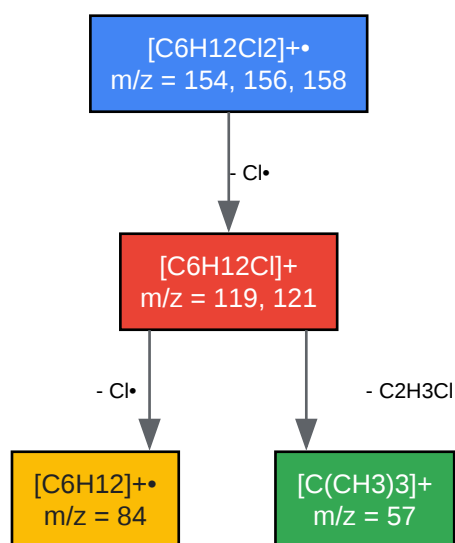 [C6H12Cl2]+•
m/z = 154, 156, 158
- Cl•
[C6H12Cl]+
m/z = 119, 121
- Cl•
- C2H3Cl
[C6H12]+•
m/z = 84
[C(CH3)3]+
m/z = 57